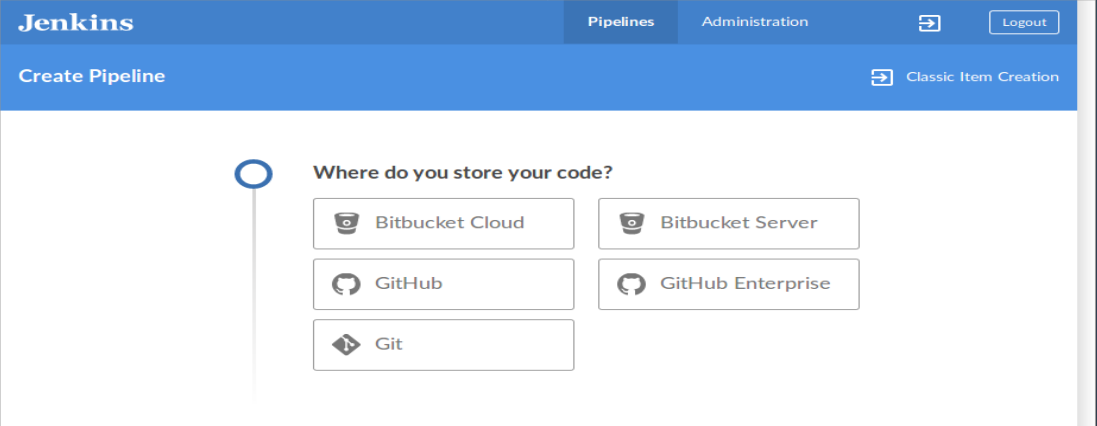 Jenkins
Pipelines
Administration
Logout
Create Pipeline
Classic Item Creation
Where do you store your code?
Bitbucket Cloud
Bitbucket Server
GitHub
GitHub Enterprise
Git